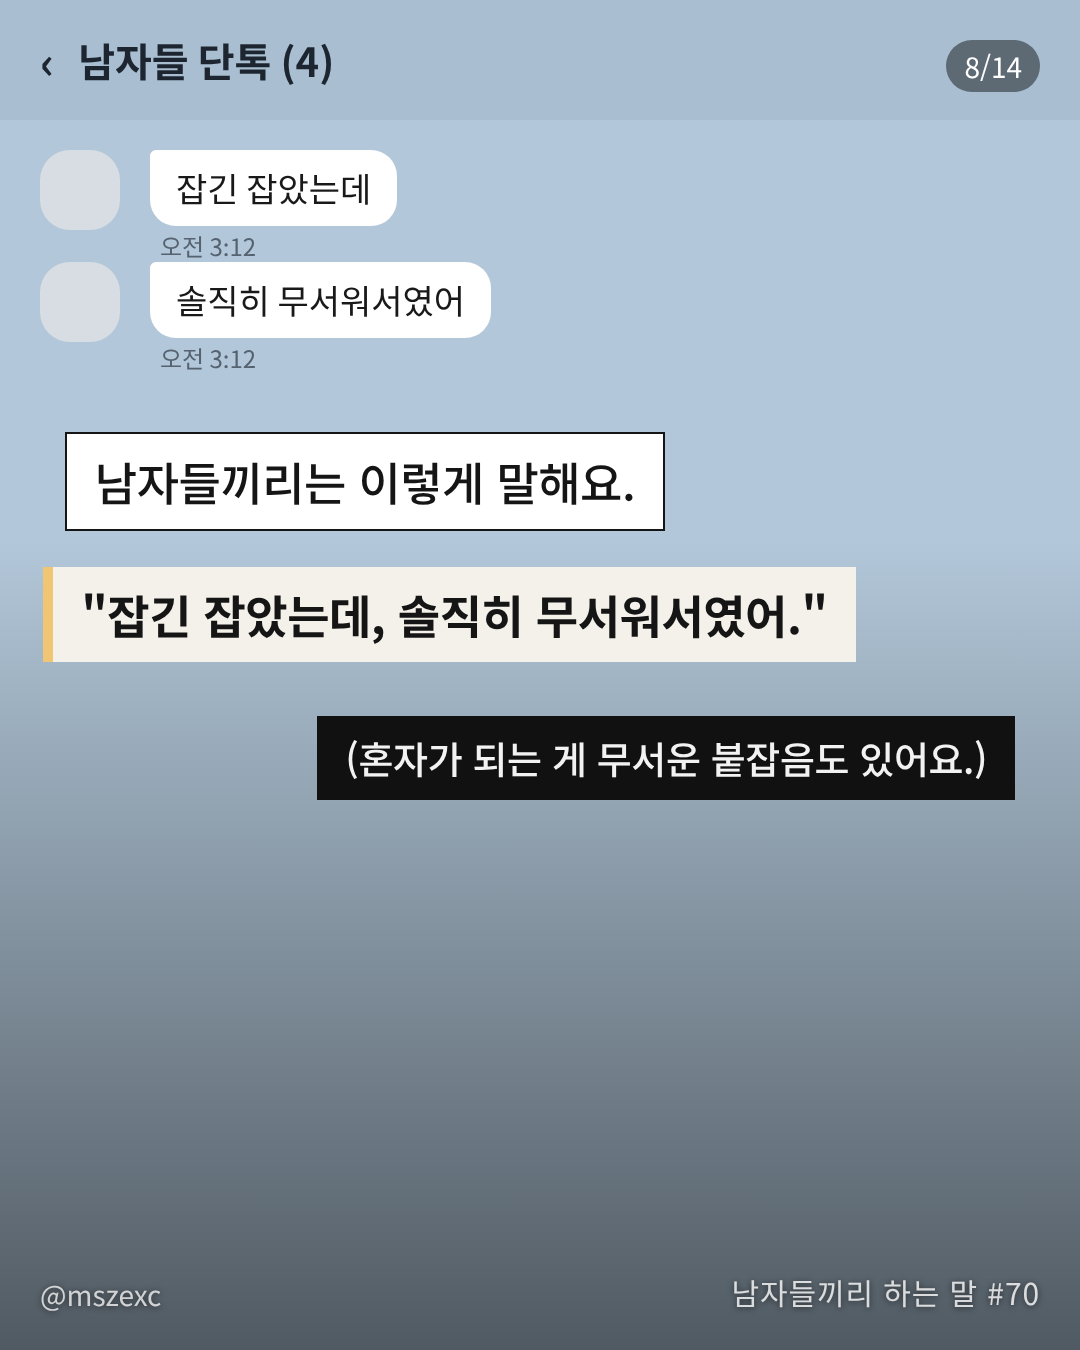 ‹ 남자들 단톡 (4)
8/14
잡긴 잡았는데
오전 3:12
솔직히 무서워서였어
오전 3:12
남자들끼리는 이렇게 말해요.
"잡긴 잡았는데, 솔직히 무서워서였어."
(혼자가 되는 게 무서운 붙잡음도 있어요.)
@mszexc
남자들끼리 하는 말 #70